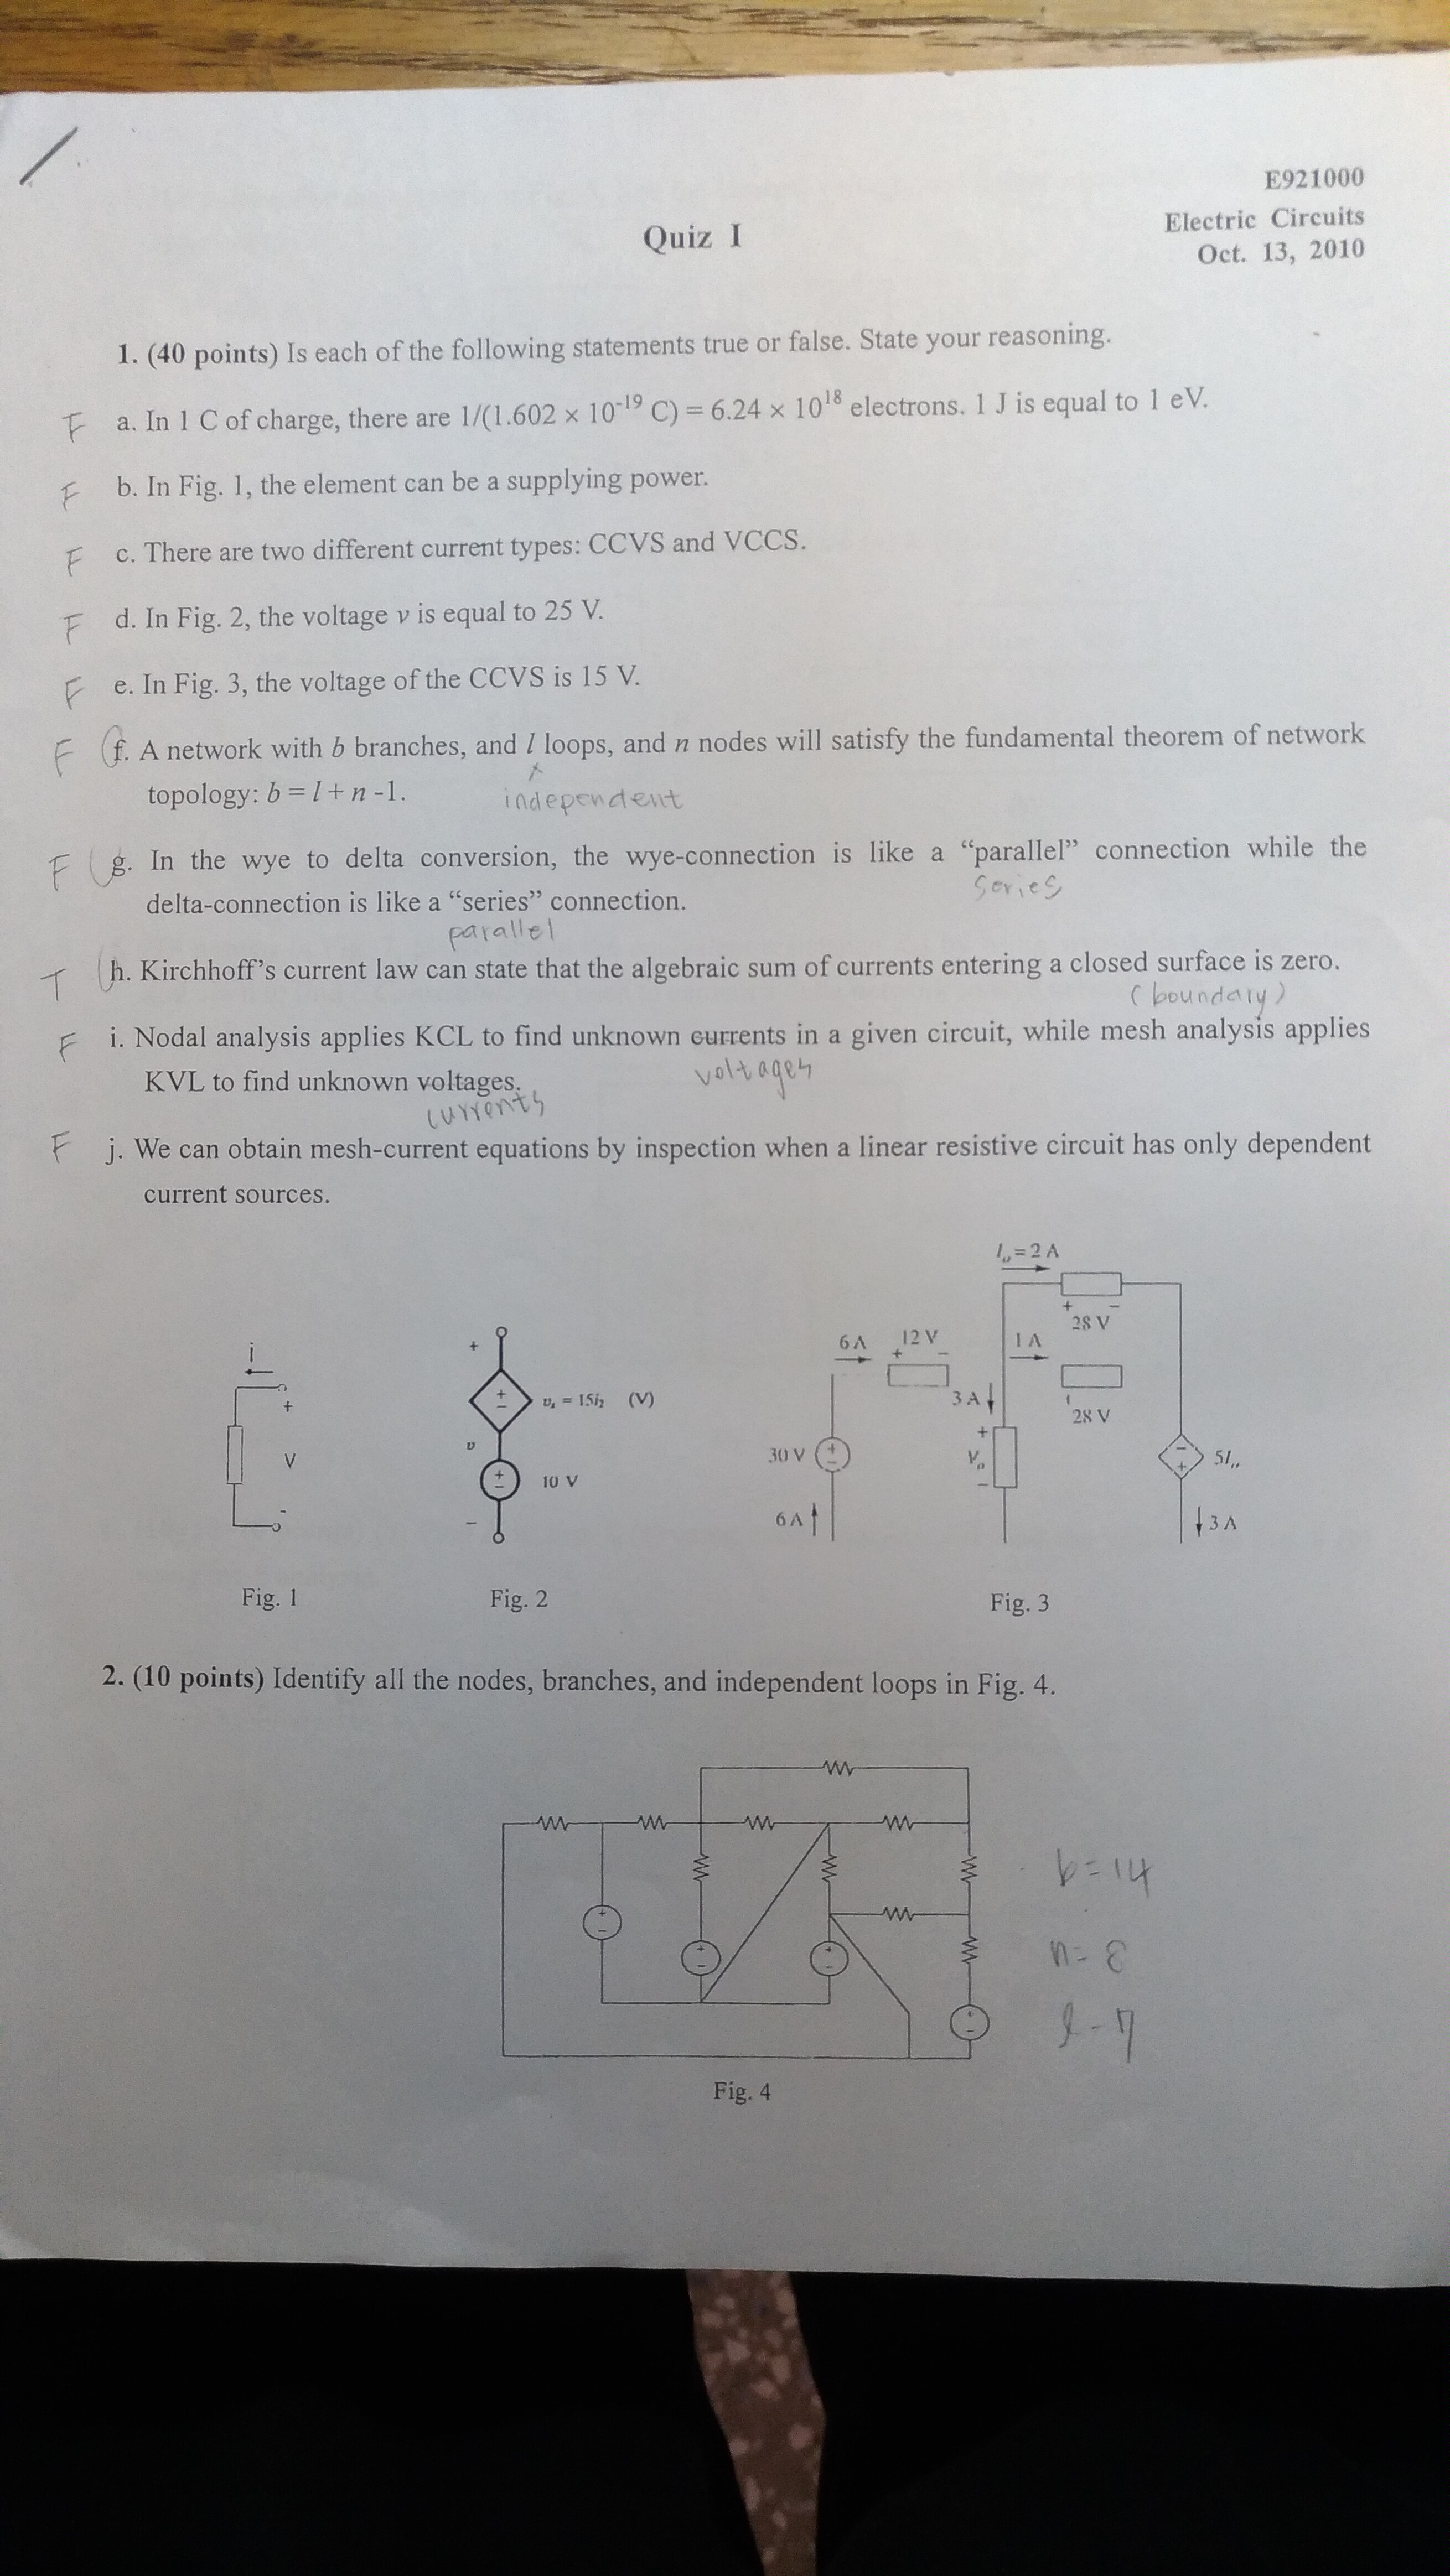 E921000
Electric Circuits
Quiz I
Oct. 13, 2010
1. (40 points) Is each of the following statements true or false. State your reasoning.
F a. In 1 C of charge, there are 1/(1.602 × 10⁻¹⁹ C) = 6.24 × 10¹⁸ electrons. 1 J is equal to 1 eV.
F b. In Fig. 1, the element can be a supplying power.
F c. There are two different current types: CCVS and VCCS.
F d. In Fig. 2, the voltage v is equal to 25 V.
F e. In Fig. 3, the voltage of the CCVS is 15 V.
F f. A network with b branches, and l loops, and n nodes will satisfy the fundamental theorem of network
topology: b = l + n -1.
independent
F g. In the wye to delta conversion, the wye-connection is like a “parallel” connection while the
series
delta-connection is like a “series” connection.
parallel
T h. Kirchhoff’s current law can state that the algebraic sum of currents entering a closed surface is zero.
(boundary)
F i. Nodal analysis applies KCL to find unknown currents in a given circuit, while mesh analysis applies
voltages
KVL to find unknown voltages.
currents
F j. We can obtain mesh-current equations by inspection when a linear resistive circuit has only dependent
current sources.
i
+
V
-
Fig. 1
+
+
−
vₛ = 15i₂ (V)
v
+
−
10 V
−
Fig. 2
Iₒ = 2 A
+ −
28 V
6 A
12 V
+ −
1 A
3 A
28 V
30 V
+
−
+
Vₒ
−
−
+
5Iₒ
6 A
3 A
Fig. 3
2. (10 points) Identify all the nodes, branches, and independent loops in Fig. 4.
b = 14
n = 8
l - 7
+
−
+
−
+
−
+
−
Fig. 4